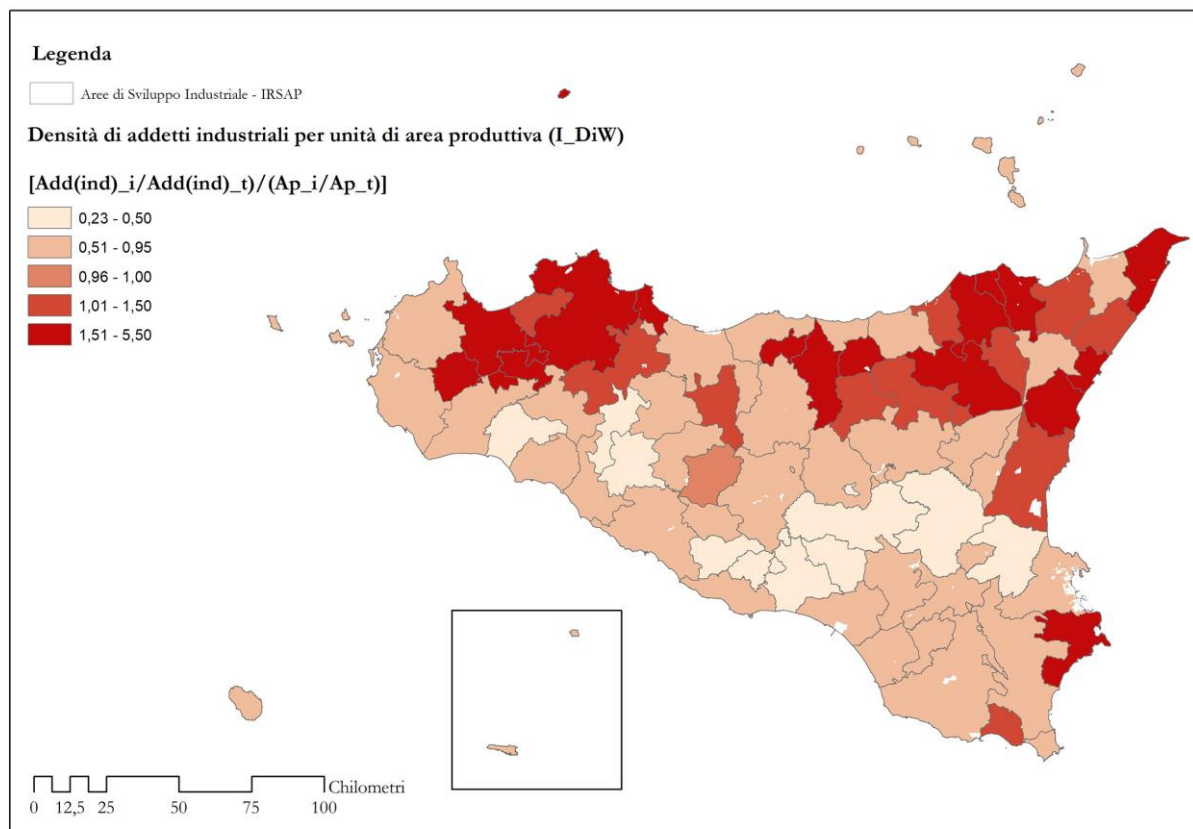 Legenda
Aree di Sviluppo Industriale - IRSAP
Densità di addetti industriali per unità di area produttiva (I_DiW)
[Add(ind)_i/Add(ind)_t)/(Ap_i/Ap_t)]
0,23 - 0,50
0,51 - 0,95
0,96 - 1,00
1,01 - 1,50
1,51 - 5,50
Chilometri
0 12,5 25 50 75 100